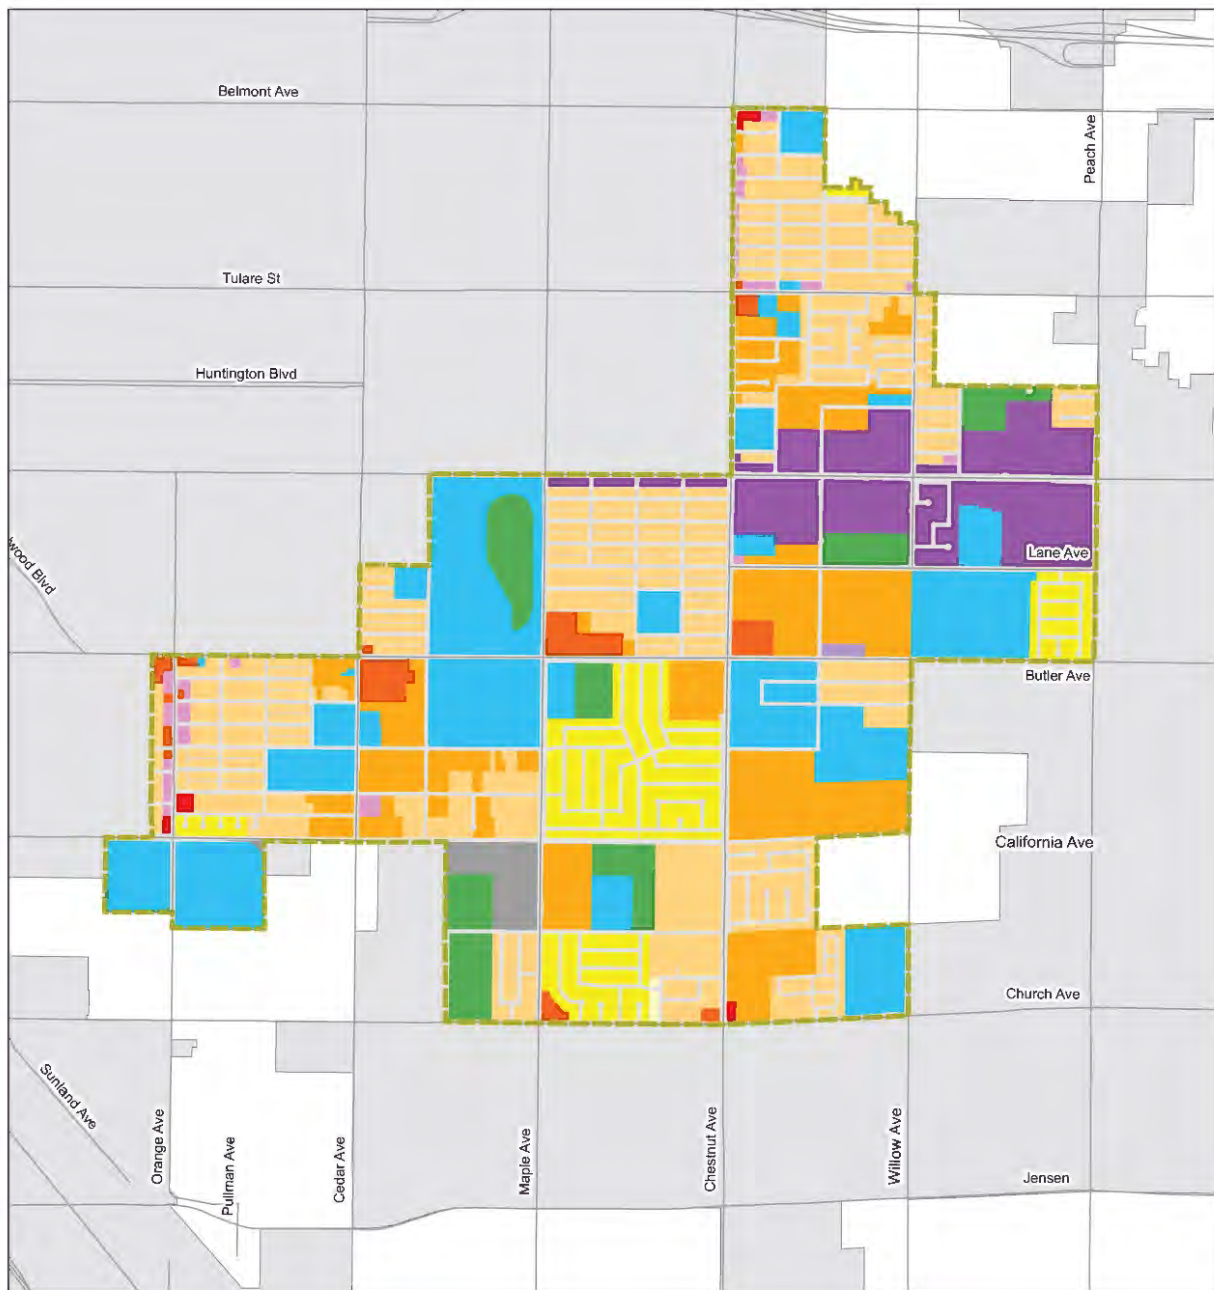 Belmont Ave
Peach Ave
Tulare St
Huntington Blvd
wood Blvd
Lane Ave
Butler Ave
California Ave
Church Ave
Sunland Ave
Orange Ave
Pullman Ave
Cedar Ave
Maple Ave
Chestnut Ave
Willow Ave
Jensen